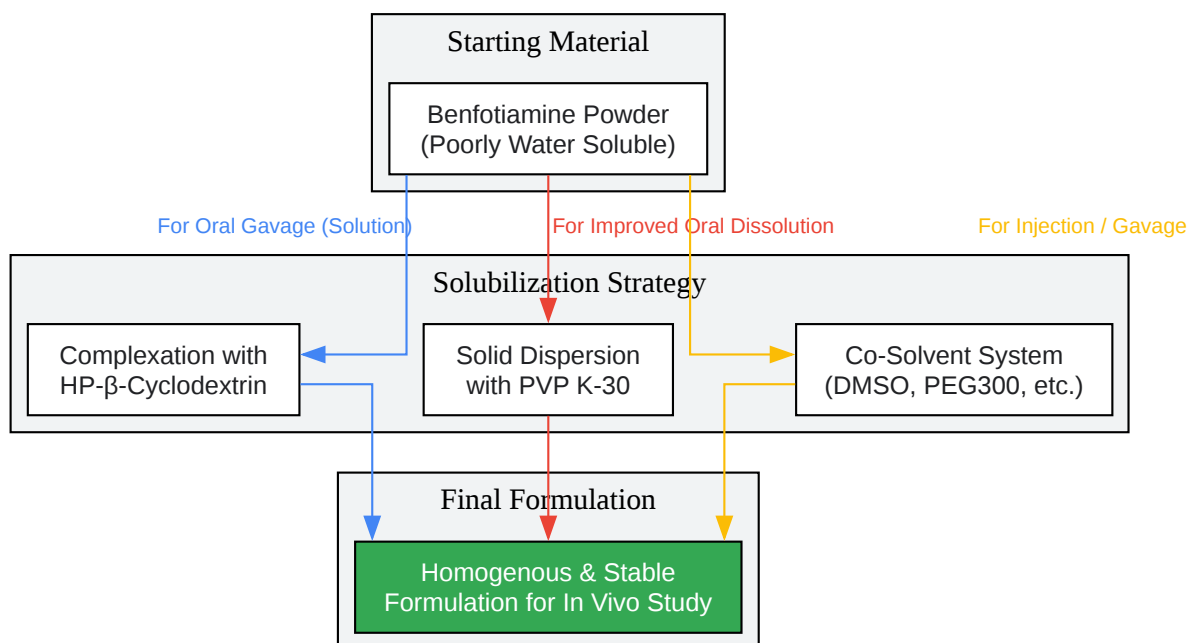 Starting Material
Benfotiamine Powder
(Poorly Water Soluble)
For Oral Gavage (Solution)
For Improved Oral Dissolution
For Injection / Gavage
Solubilization Strategy
Complexation with
HP-β-Cyclodextrin
Solid Dispersion
with PVP K-30
Co-Solvent System
(DMSO, PEG300, etc.)
Final Formulation
Homogenous & Stable
Formulation for In Vivo Study